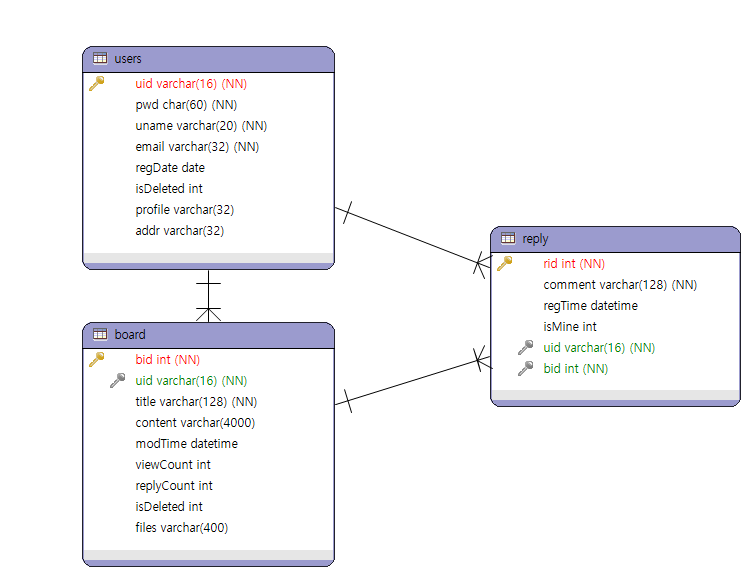 users
uid varchar(16) (NN)
pwd char(60) (NN)
uname varchar(20) (NN)
email varchar(32) (NN)
regDate date
isDeleted int
profile varchar(32)
addr varchar(32)
board
bid int (NN)
uid varchar(16) (NN)
title varchar(128) (NN)
content varchar(4000)
modTime datetime
viewCount int
replyCount int
isDeleted int
files varchar(400)
reply
rid int (NN)
comment varchar(128) (NN)
regTime datetime
isMine int
uid varchar(16) (NN)
bid int (NN)